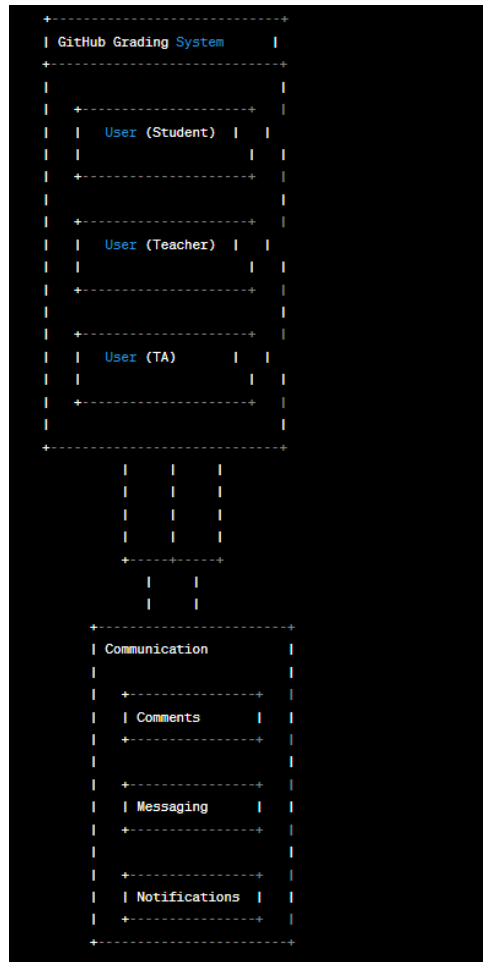 GitHub Grading System
User (Student)
User (Teacher)
User (TA)
Communication
Comments
Messaging
Notifications